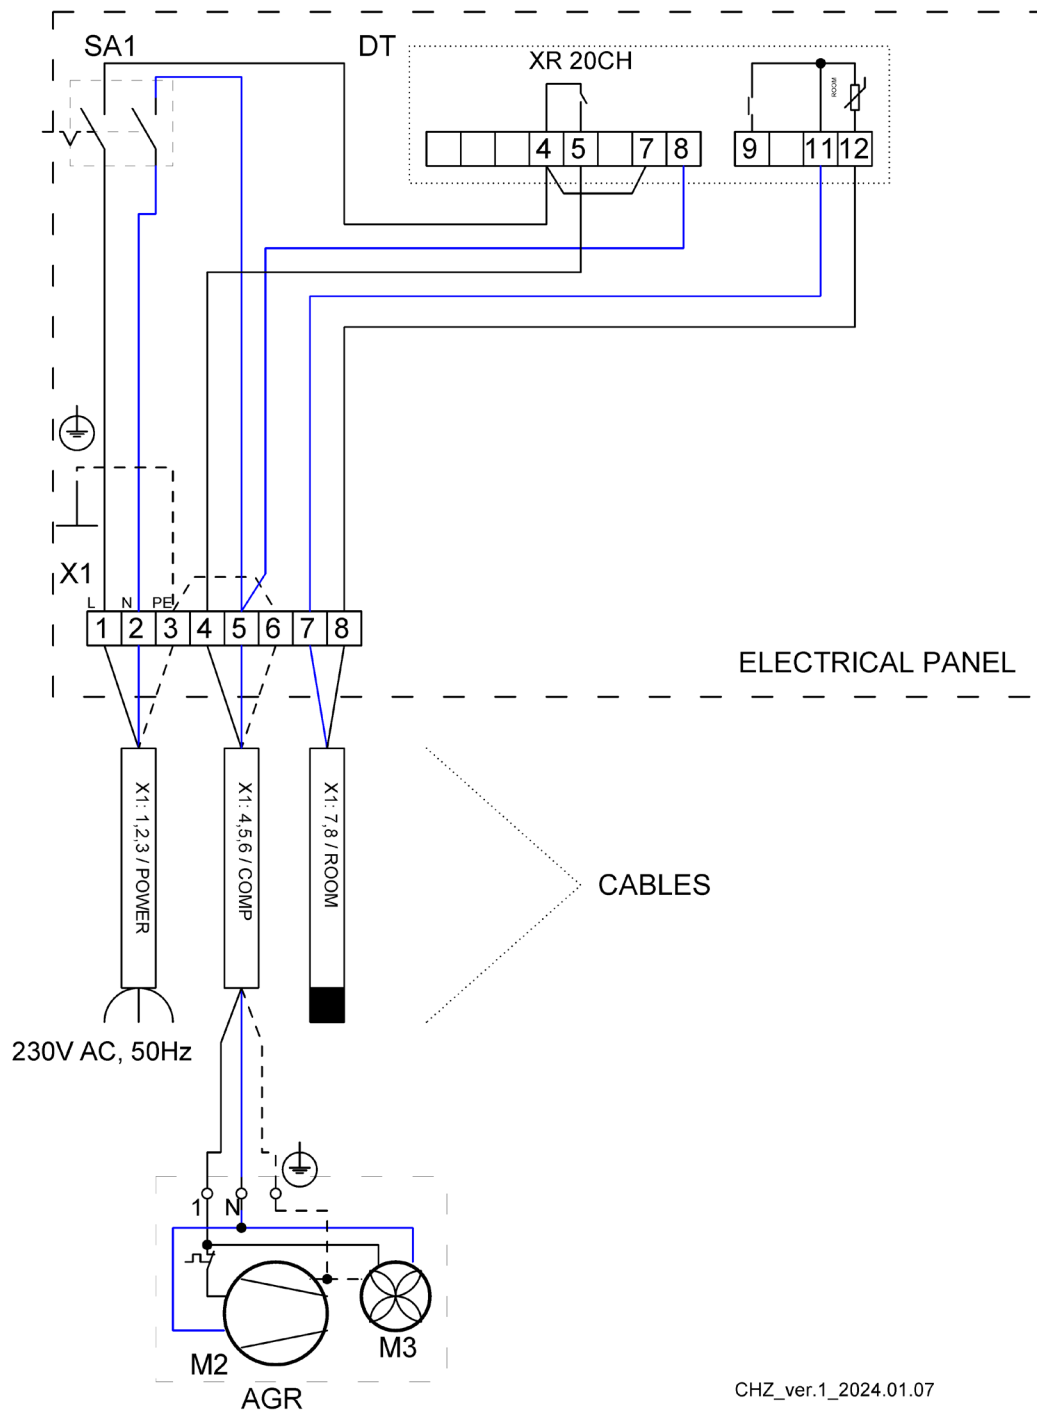 SA1
DT
XR 20CH
ROOM
4 5 7 8
9 11 12
X1
L N PE
1 2 3 4 5 6 7 8
ELECTRICAL PANEL
X1: 1,2,3 / POWER
X1: 4,5,6 / COMP
X1: 7,8 / ROOM
CABLES
230V AC, 50Hz
1 N
M2
M3
AGR
CHZ_ver.1_2024.01.07